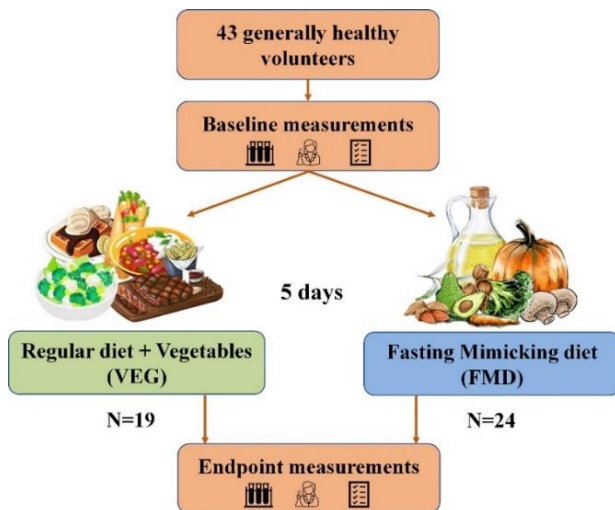 43 generally healthy
volunteers
Baseline measurements
5 days
Regular diet + Vegetables
(VEG)
Fasting Mimicking diet
(FMD)
N=19
N=24
Endpoint measurements